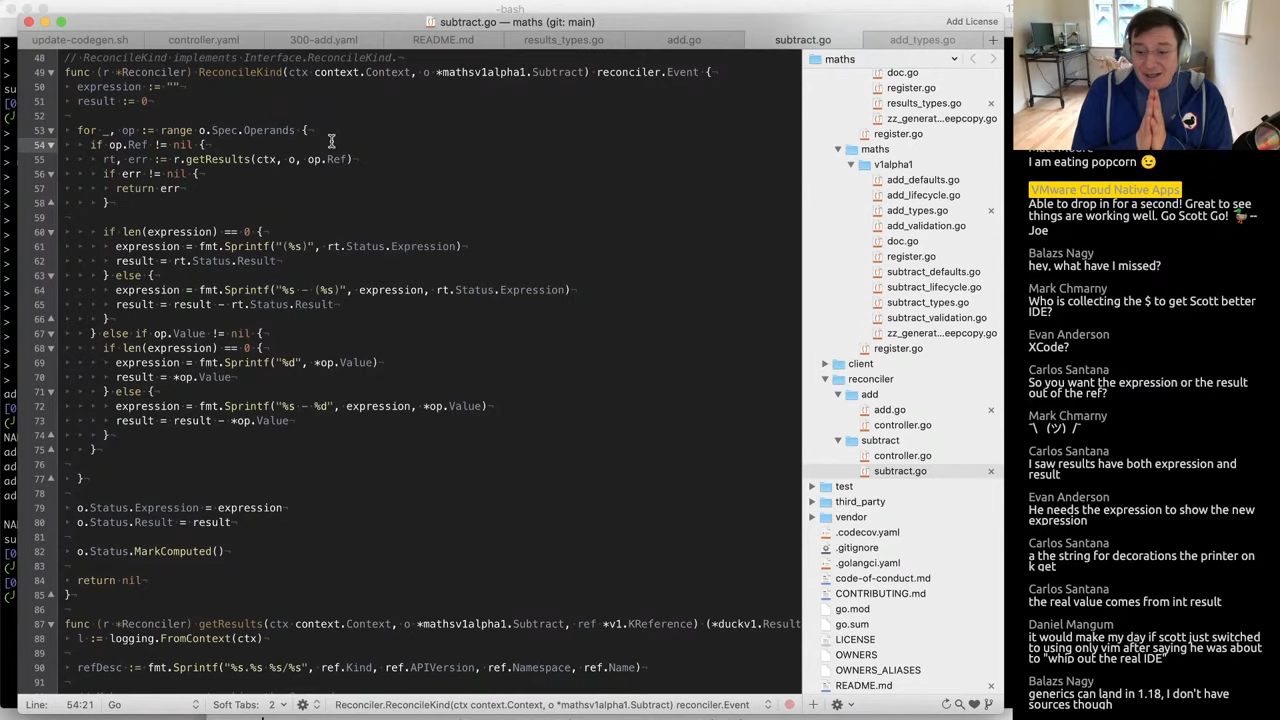 -bash
subtract.go — maths (git: main)
Add License
update-codegen.sh
controller.yaml
300-add.yaml
README.md
results_types.go
add.go
subtract.go
add_types.go
48 // ReconcileKind implements Interface.ReconcileKind.
49 func (r *Reconciler) ReconcileKind(ctx context.Context, o *mathsv1alpha1.Subtract) reconciler.Event {
50 expression := ""
51 result := 0
52
53 for _, op := range o.Spec.Operands {
54 if op.Ref != nil {
55 rt, err := r.getResults(ctx, o, op.Ref)
56 if err != nil {
57 return err
58 }
59
60 if len(expression) == 0 {
61 expression = fmt.Sprintf("(%s)", rt.Status.Expression)
62 result = rt.Status.Result
63 } else {
64 expression = fmt.Sprintf("%s - (%s)", expression, rt.Status.Expression)
65 result = result - rt.Status.Result
66 }
67 } else if op.Value != nil {
68 if len(expression) == 0 {
69 expression = fmt.Sprintf("%d", *op.Value)
70 result = *op.Value
71 } else {
72 expression = fmt.Sprintf("%s - %d", expression, *op.Value)
73 result = result - *op.Value
74 }
75 }
76
77 }
78
79 o.Status.Expression = expression
80 o.Status.Result = result
81
82 o.Status.MarkComputed()
83
84 return nil
85 }
86
87 func (r *Reconciler) getResults(ctx context.Context, o *mathsv1alpha1.Subtract, ref *v1.KReference) (*duckv1.Result
88 l := logging.FromContext(ctx)
89
90 refDesc := fmt.Sprintf("%s.%s %s/%s", ref.Kind, ref.APIVersion, ref.Namespace, ref.Name)
91
Line: 54:21
Go
Soft Tabs: 2
Reconciler.ReconcileKind(ctx context.Context, o *mathsv1alpha1.Subtract) reconciler.Event
maths
doc.go
register.go
results_types.go
zz_generat...eepcopy.go
register.go
maths
v1alpha1
add_defaults.go
add_lifecycle.go
add_types.go
add_validation.go
doc.go
register.go
subtract_defaults.go
subtract_lifecycle.go
subtract_types.go
subtract_validation.go
zz_generat...eepcopy.go
register.go
client
reconciler
add
add.go
controller.go
subtract
controller.go
subtract.go
test
third_party
vendor
.codecov.yaml
.gitignore
.golangci.yaml
code-of-conduct.md
CONTRIBUTING.md
go.mod
go.sum
LICENSE
OWNERS
OWNERS_ALIASES
README.md
I am eating popcorn 😉
VMware Cloud Native Apps
Able to drop in for a second! Great to see
things are working well. Go Scott Go! 🦆 --
Joe
Balazs Nagy
hey, what have I missed?
Mark Chmarny
Who is collecting the $ to get Scott better
IDE?
Evan Anderson
XCode?
Carlos Santana
So you want the expression or the result
out of the ref?
Mark Chmarny
¯\_(ツ)_/¯
Carlos Santana
I saw results have both expression and
result
Evan Anderson
He needs the expression to show the new
expression
Carlos Santana
a the string for decorations the printer on
k get
Carlos Santana
the real value comes from int result
Daniel Mangum
it would make my day if scott just switched
to using only vim after saying he was about
to "whip out the real IDE"
Balazs Nagy
generics can land in 1.18, I don't have
sources though